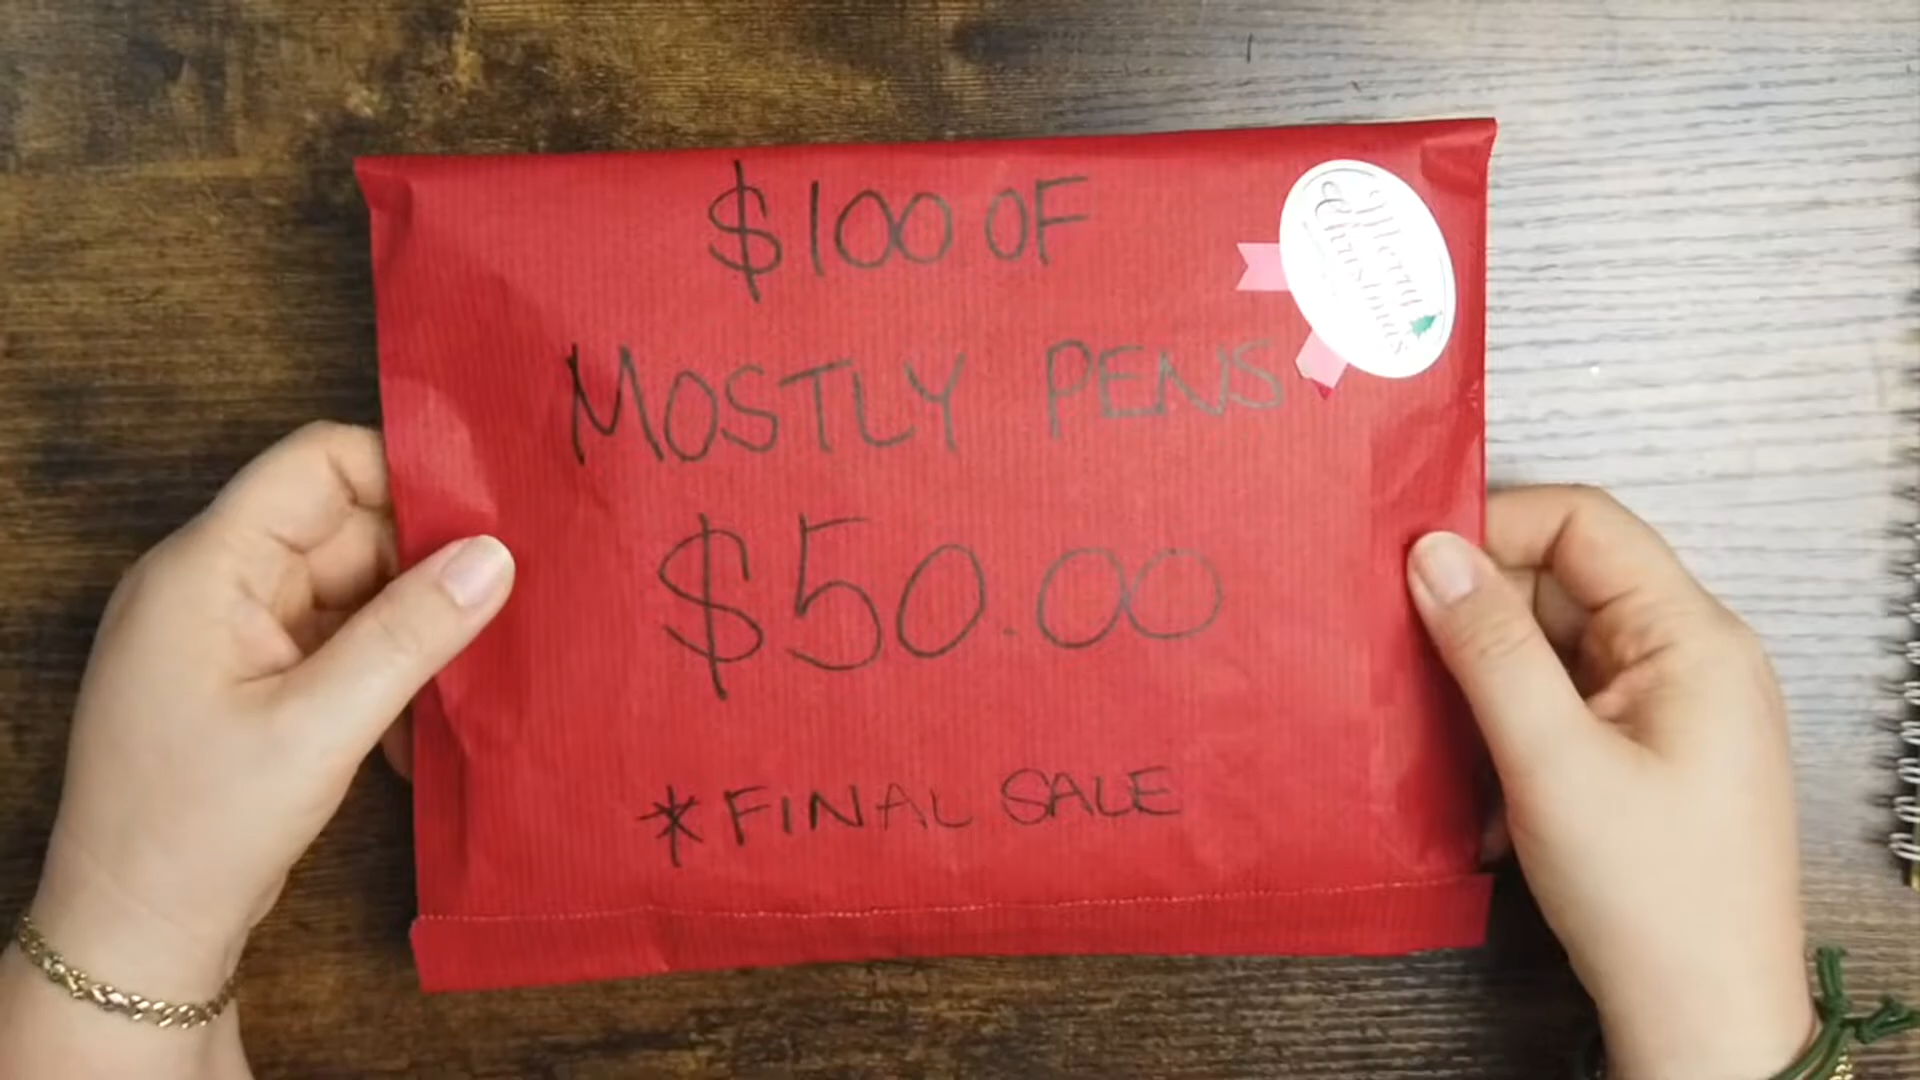 $100 OF
MOSTLY PENS
$50.00
*FINAL SALE
Merry
Christmas